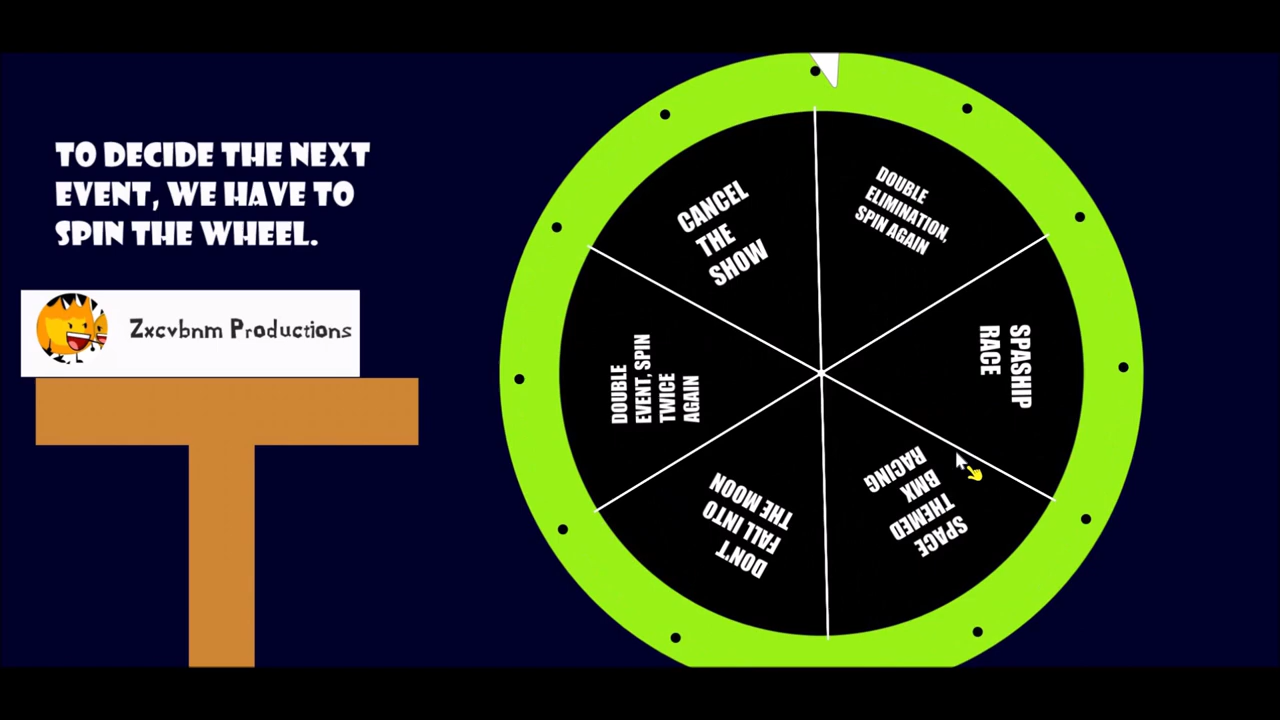 TO DECIDE THE NEXT
EVENT, WE HAVE TO
SPIN THE WHEEL.
Zxcvbnm Productions
CANCEL
THE
SHOW
DOUBLE
ELIMINATION,
SPIN AGAIN
SPASHIP
RACE
SPACE
THEMED
BMX
RACING
DON'T
FALL INTO
THE MOON
DOUBLE
EVENT, SPIN
TWICE
AGAIN